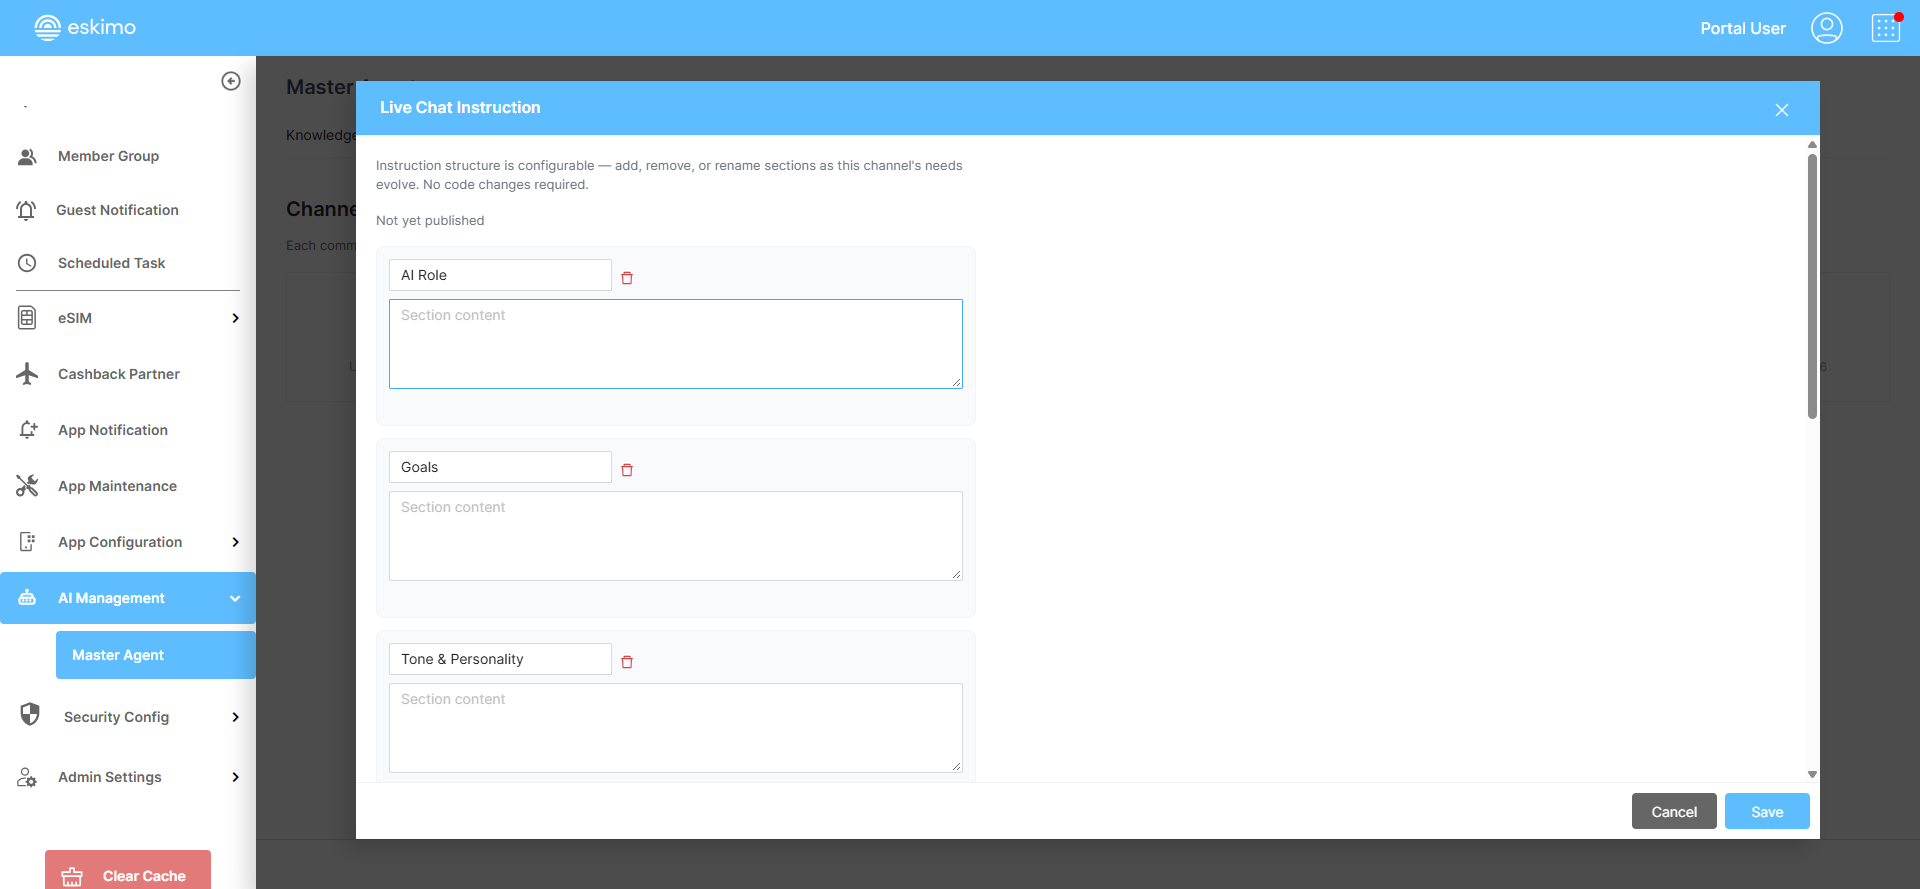 eskimo
Portal User
Member Group
Guest Notification
Scheduled Task
eSIM
Cashback Partner
App Notification
App Maintenance
App Configuration
AI Management
Master Agent
Security Config
Admin Settings
Clear Cache
Master
Knowledge
Channe
Each comm
Live Chat Instruction
Instruction structure is configurable — add, remove, or rename sections as this channel's needs
evolve. No code changes required.
Not yet published
AI Role
Section content
Goals
Section content
Tone & Personality
Section content
Cancel
Save